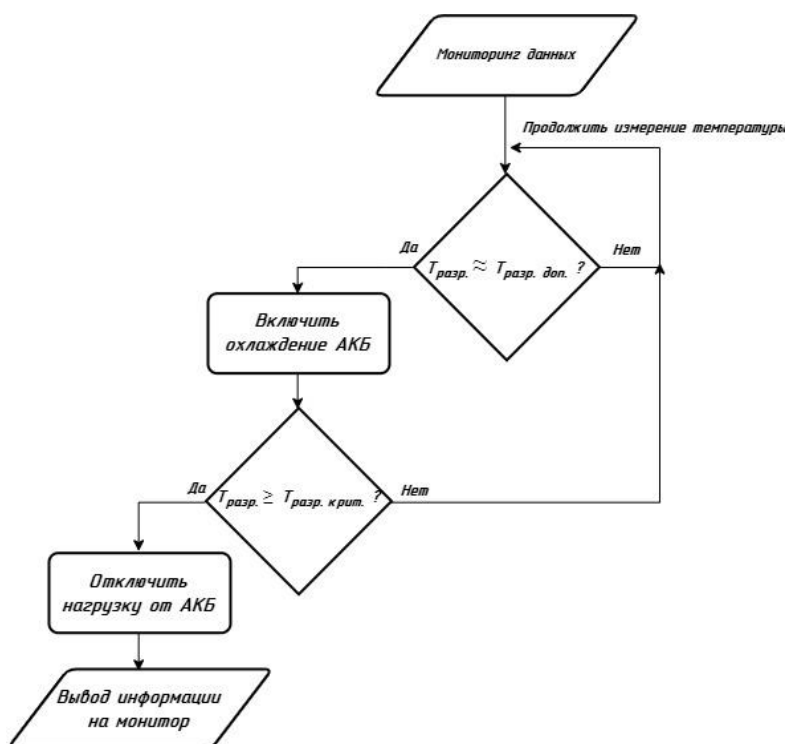 Мониторинг данных
Продолжить измерение температуры
Да
Tразр. ≈ Tразр. доп. ?
Нет
Включить
охлаждение АКБ
Да
Tразр. ≥ Tразр. крит. ?
Нет
Отключить
нагрузку от АКБ
Вывод информации
на монитор